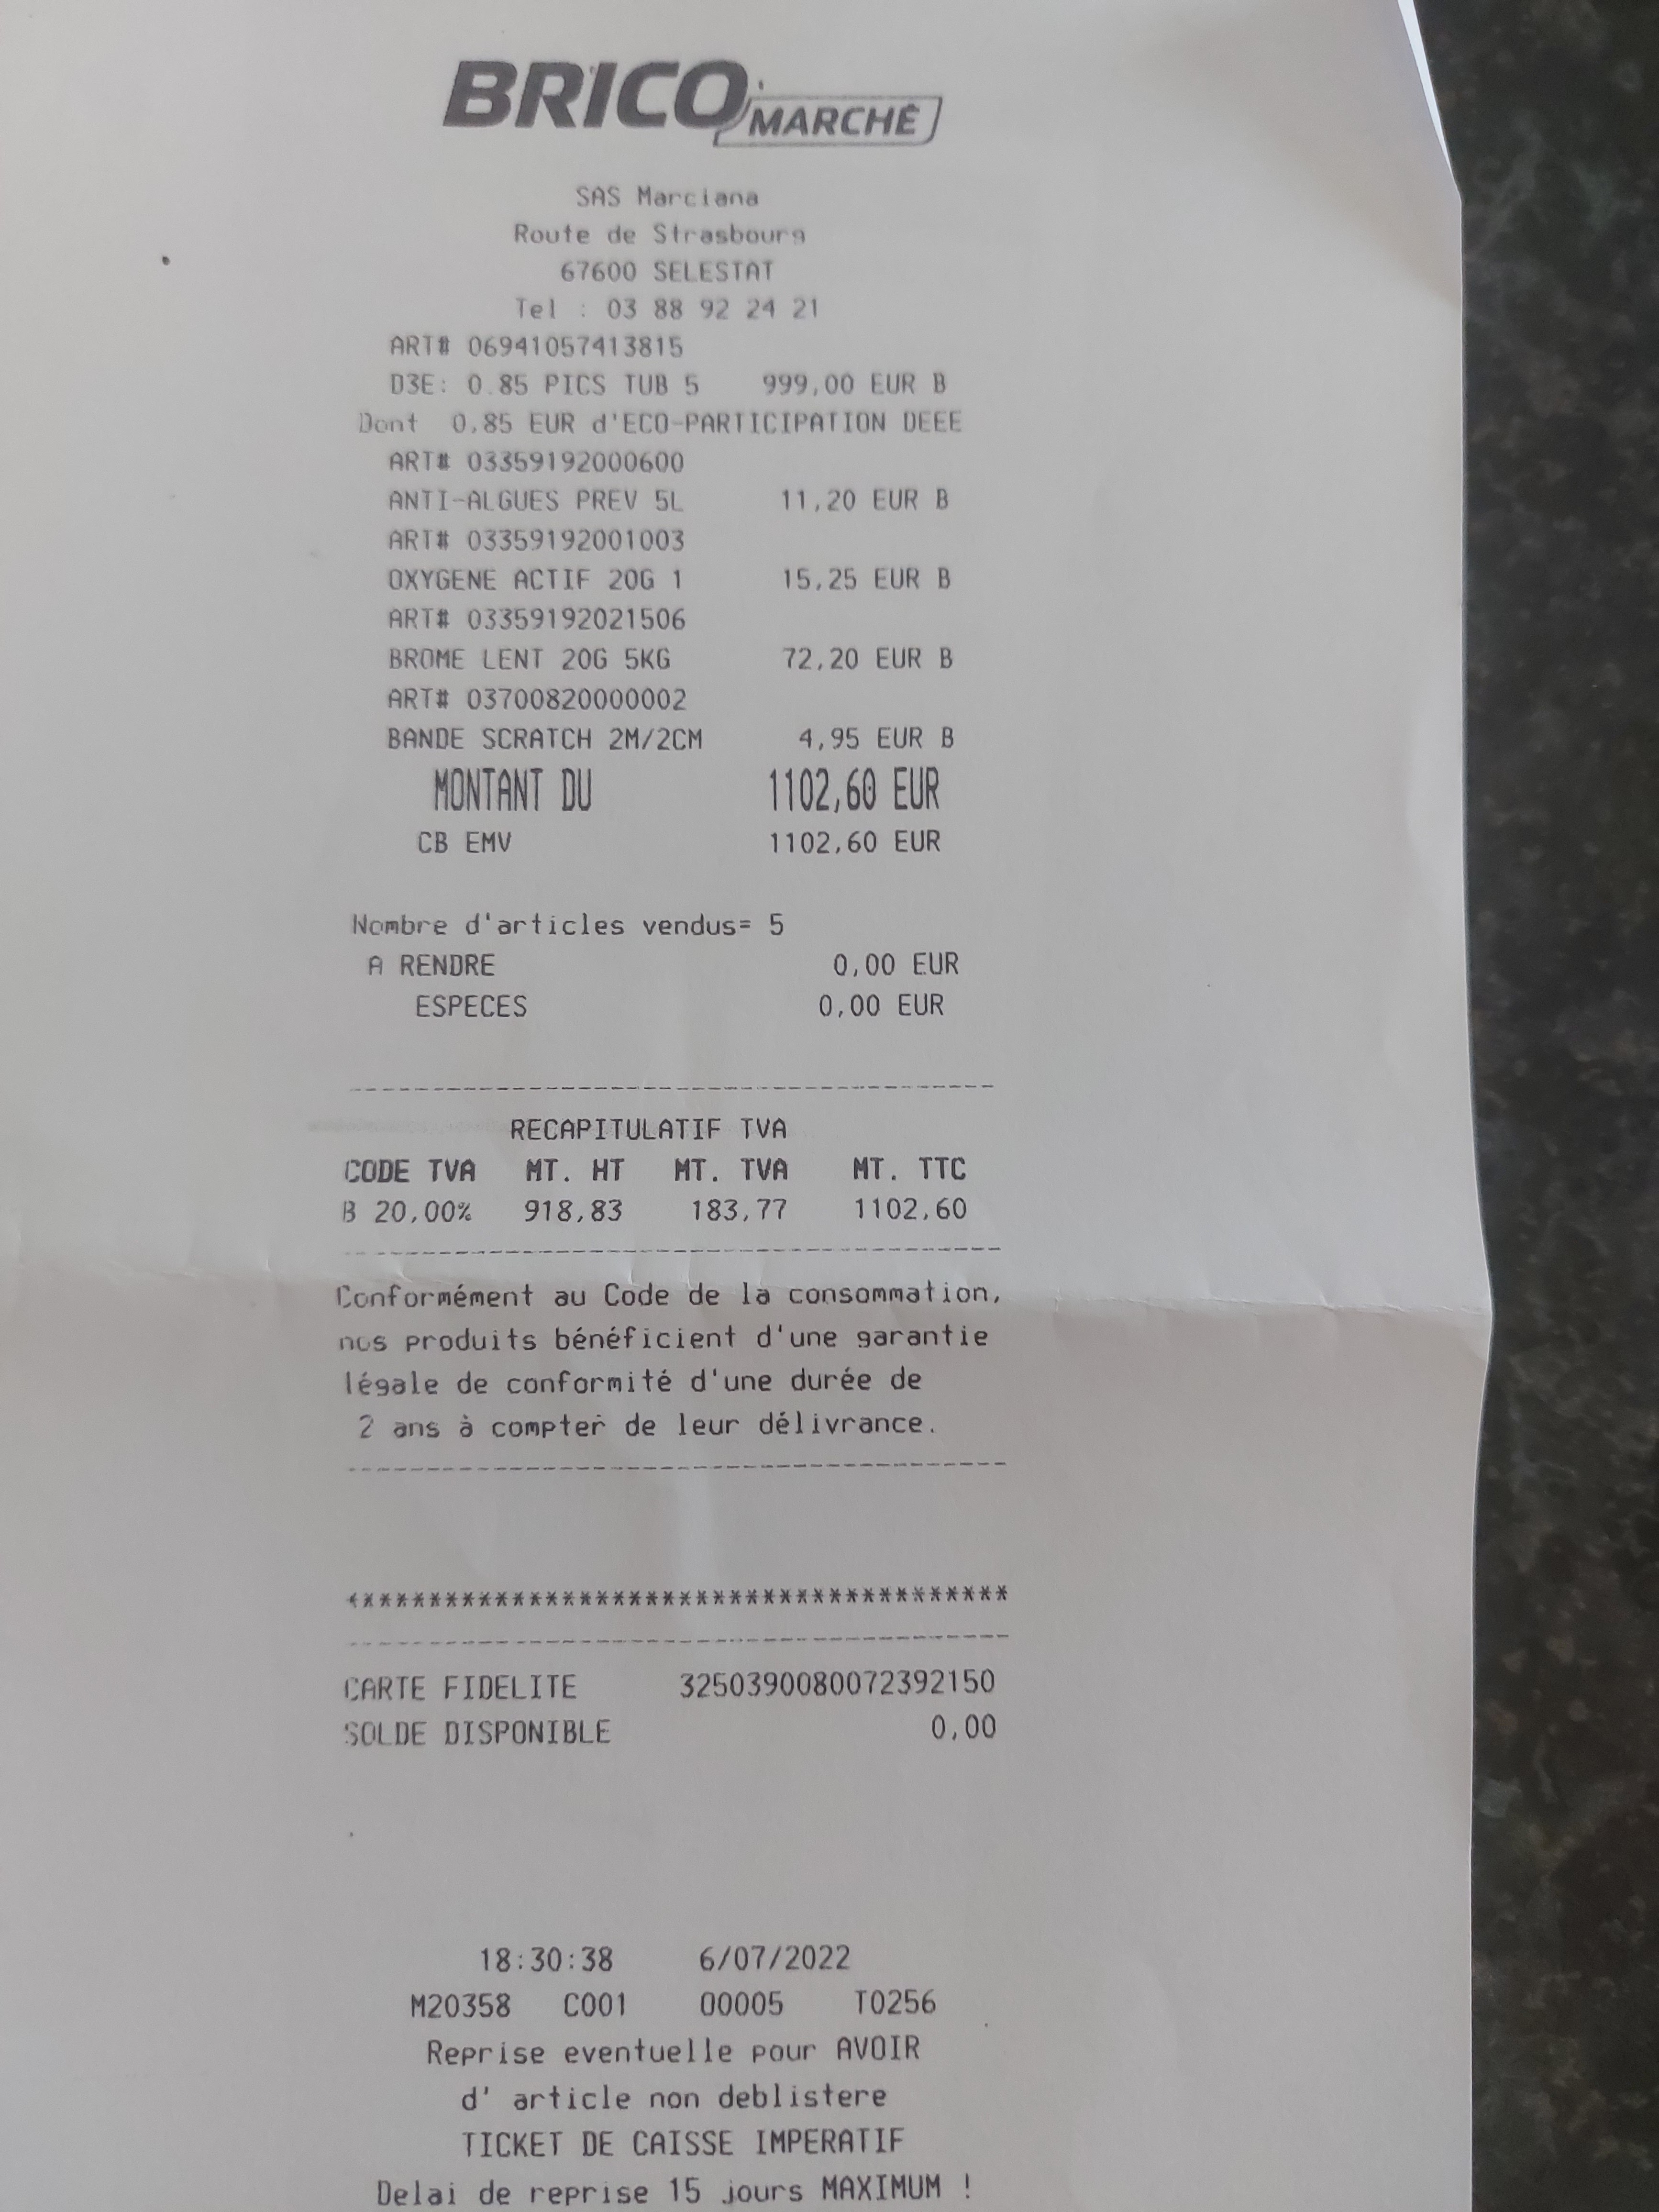 BRICO MARCHÉ
SAS Marciana
Route de Strasbourg
67600 SELESTAT
Tel : 03 88 92 24 21
ART# 06941057413815
D3E: 0.85 PICS TUB 5 999,00 EUR B
Dont 0,85 EUR d'ECO-PARTICIPATION DEEE
ART# 03359192000600
ANTI-ALGUES PREV 5L 11,20 EUR B
ART# 03359192001003
OXYGENE ACTIF 20G 1 15,25 EUR B
ART# 03359192021506
BROME LENT 20G 5KG 72,20 EUR B
ART# 03700820000002
BANDE SCRATCH 2M/2CM 4,95 EUR B
MONTANT DU 1102,60 EUR
CB EMV 1102,60 EUR
Nombre d'articles vendus= 5
A RENDRE 0,00 EUR
ESPECES 0,00 EUR
------------------------------------------
RECAPITULATIF TVA
CODE TVA MT. HT MT. TVA MT. TTC
B 20,00% 918,83 183,77 1102,60
------------------------------------------
Conformément au Code de la consommation,
nos produits bénéficient d'une garantie
légale de conformité d'une durée de
2 ans à compter de leur délivrance.
------------------------------------------
****************************************
------------------------------------------
CARTE FIDELITE 3250390080072392150
SOLDE DISPONIBLE 0,00
18:30:38 6/07/2022
M20358 C001 00005 T0256
Reprise eventuelle pour AVOIR
d' article non deblistere
TICKET DE CAISSE IMPERATIF
Delai de reprise 15 jours MAXIMUM !